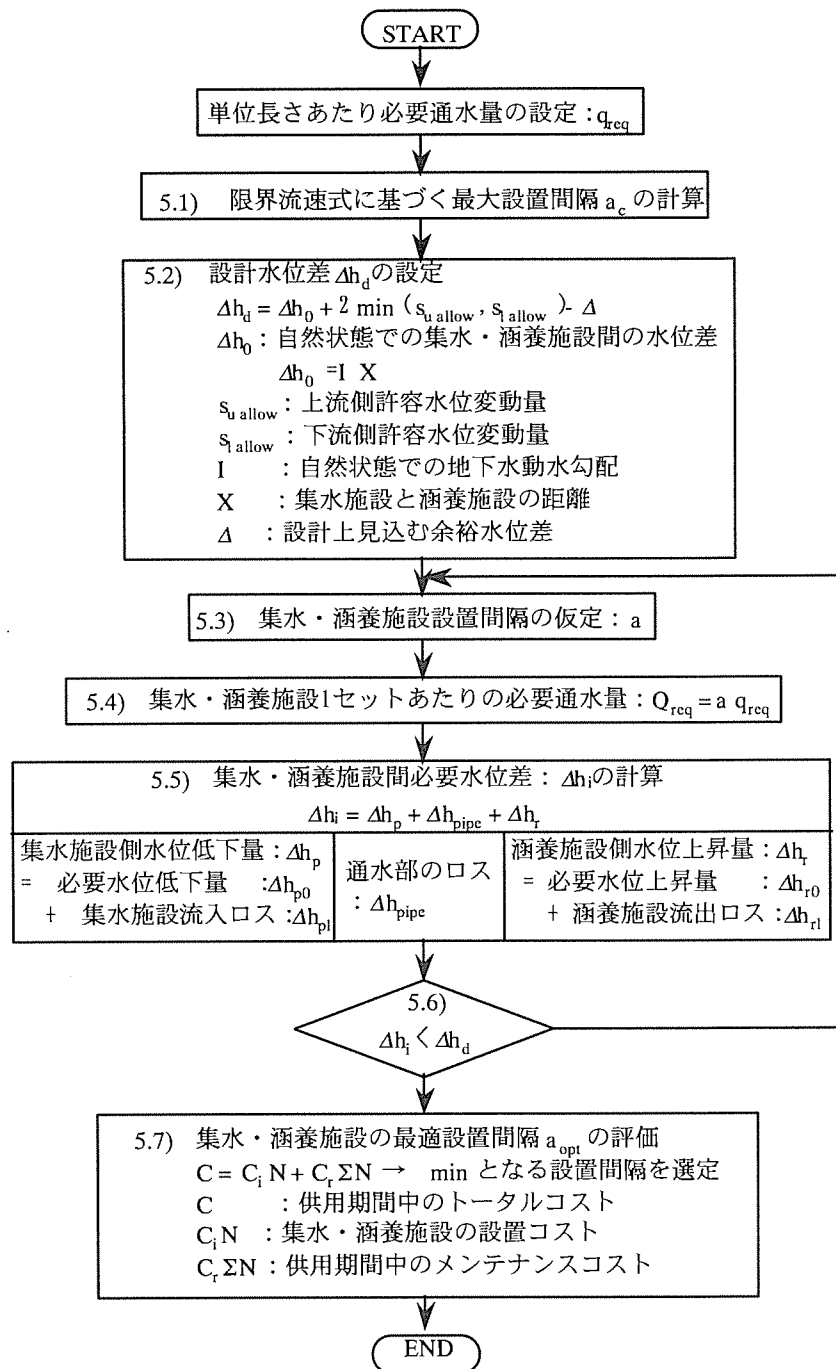 START
単位長さあたり必要通水量の設定：q_req
5.1) 限界流速式に基づく最大設置間隔 a_c の計算
5.2) 設計水位差Δh_dの設定
Δh_d = Δh_0 + 2 min ( s_u allow , s_l allow ) - Δ
Δh_0：自然状態での集水・涵養施設間の水位差
Δh_0 =I X
s_u allow：上流側許容水位変動量
s_l allow：下流側許容水位変動量
I ：自然状態での地下水動水勾配
X ：集水施設と涵養施設の距離
Δ ：設計上見込む余裕水位差
5.3) 集水・涵養施設設置間隔の仮定：a
5.4) 集水・涵養施設1セットあたりの必要通水量：Q_req = a q_req
5.5) 集水・涵養施設間必要水位差：Δh_iの計算
Δh_i = Δh_p + Δh_pipe + Δh_r
集水施設側水位低下量：Δh_p
= 必要水位低下量 ：Δh_p0
+ 集水施設流入ロス：Δh_pl
通水部のロス
：Δh_pipe
涵養施設側水位上昇量：Δh_r
= 必要水位上昇量 ：Δh_r0
+ 涵養施設流出ロス：Δh_rl
5.6)
Δh_i < Δh_d
5.7) 集水・涵養施設の最適設置間隔 a_opt の評価
C = C_i N + C_r ΣN → min となる設置間隔を選定
C ：供用期間中のトータルコスト
C_i N ：集水・涵養施設の設置コスト
C_r ΣN：供用期間中のメンテナンスコスト
END